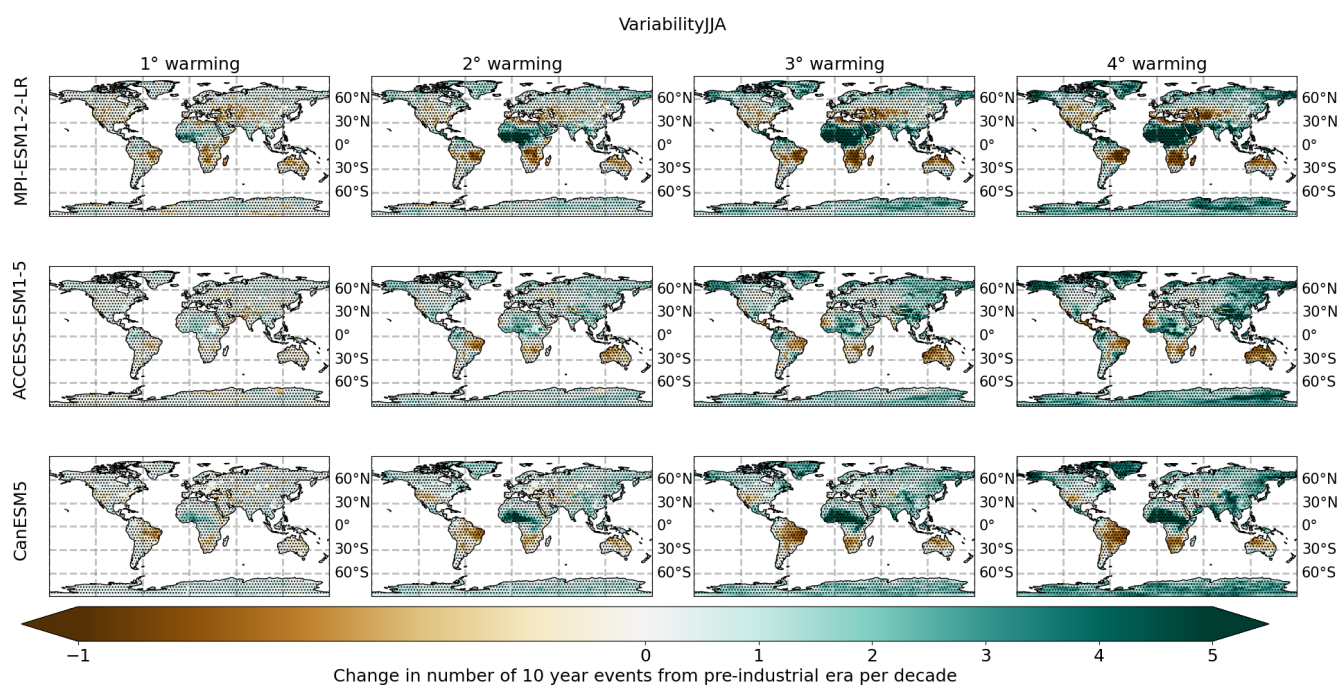 VariabilityJJA
1° warming 2° warming 3° warming 4° warming
MPI-ESM1-2-LR
60°N 60°N 60°N 60°N
30°N 30°N 30°N 30°N
0° 0° 0° 0°
30°S 30°S 30°S 30°S
60°S 60°S 60°S 60°S
ACCESS-ESM1-5
60°N 60°N 60°N 60°N
30°N 30°N 30°N 30°N
0° 0° 0° 0°
30°S 30°S 30°S 30°S
60°S 60°S 60°S 60°S
CanESM5
60°N 60°N 60°N 60°N
30°N 30°N 30°N 30°N
0° 0° 0° 0°
30°S 30°S 30°S 30°S
60°S 60°S 60°S 60°S
−1 0 1 2 3 4 5
Change in number of 10 year events from pre-industrial era per decade